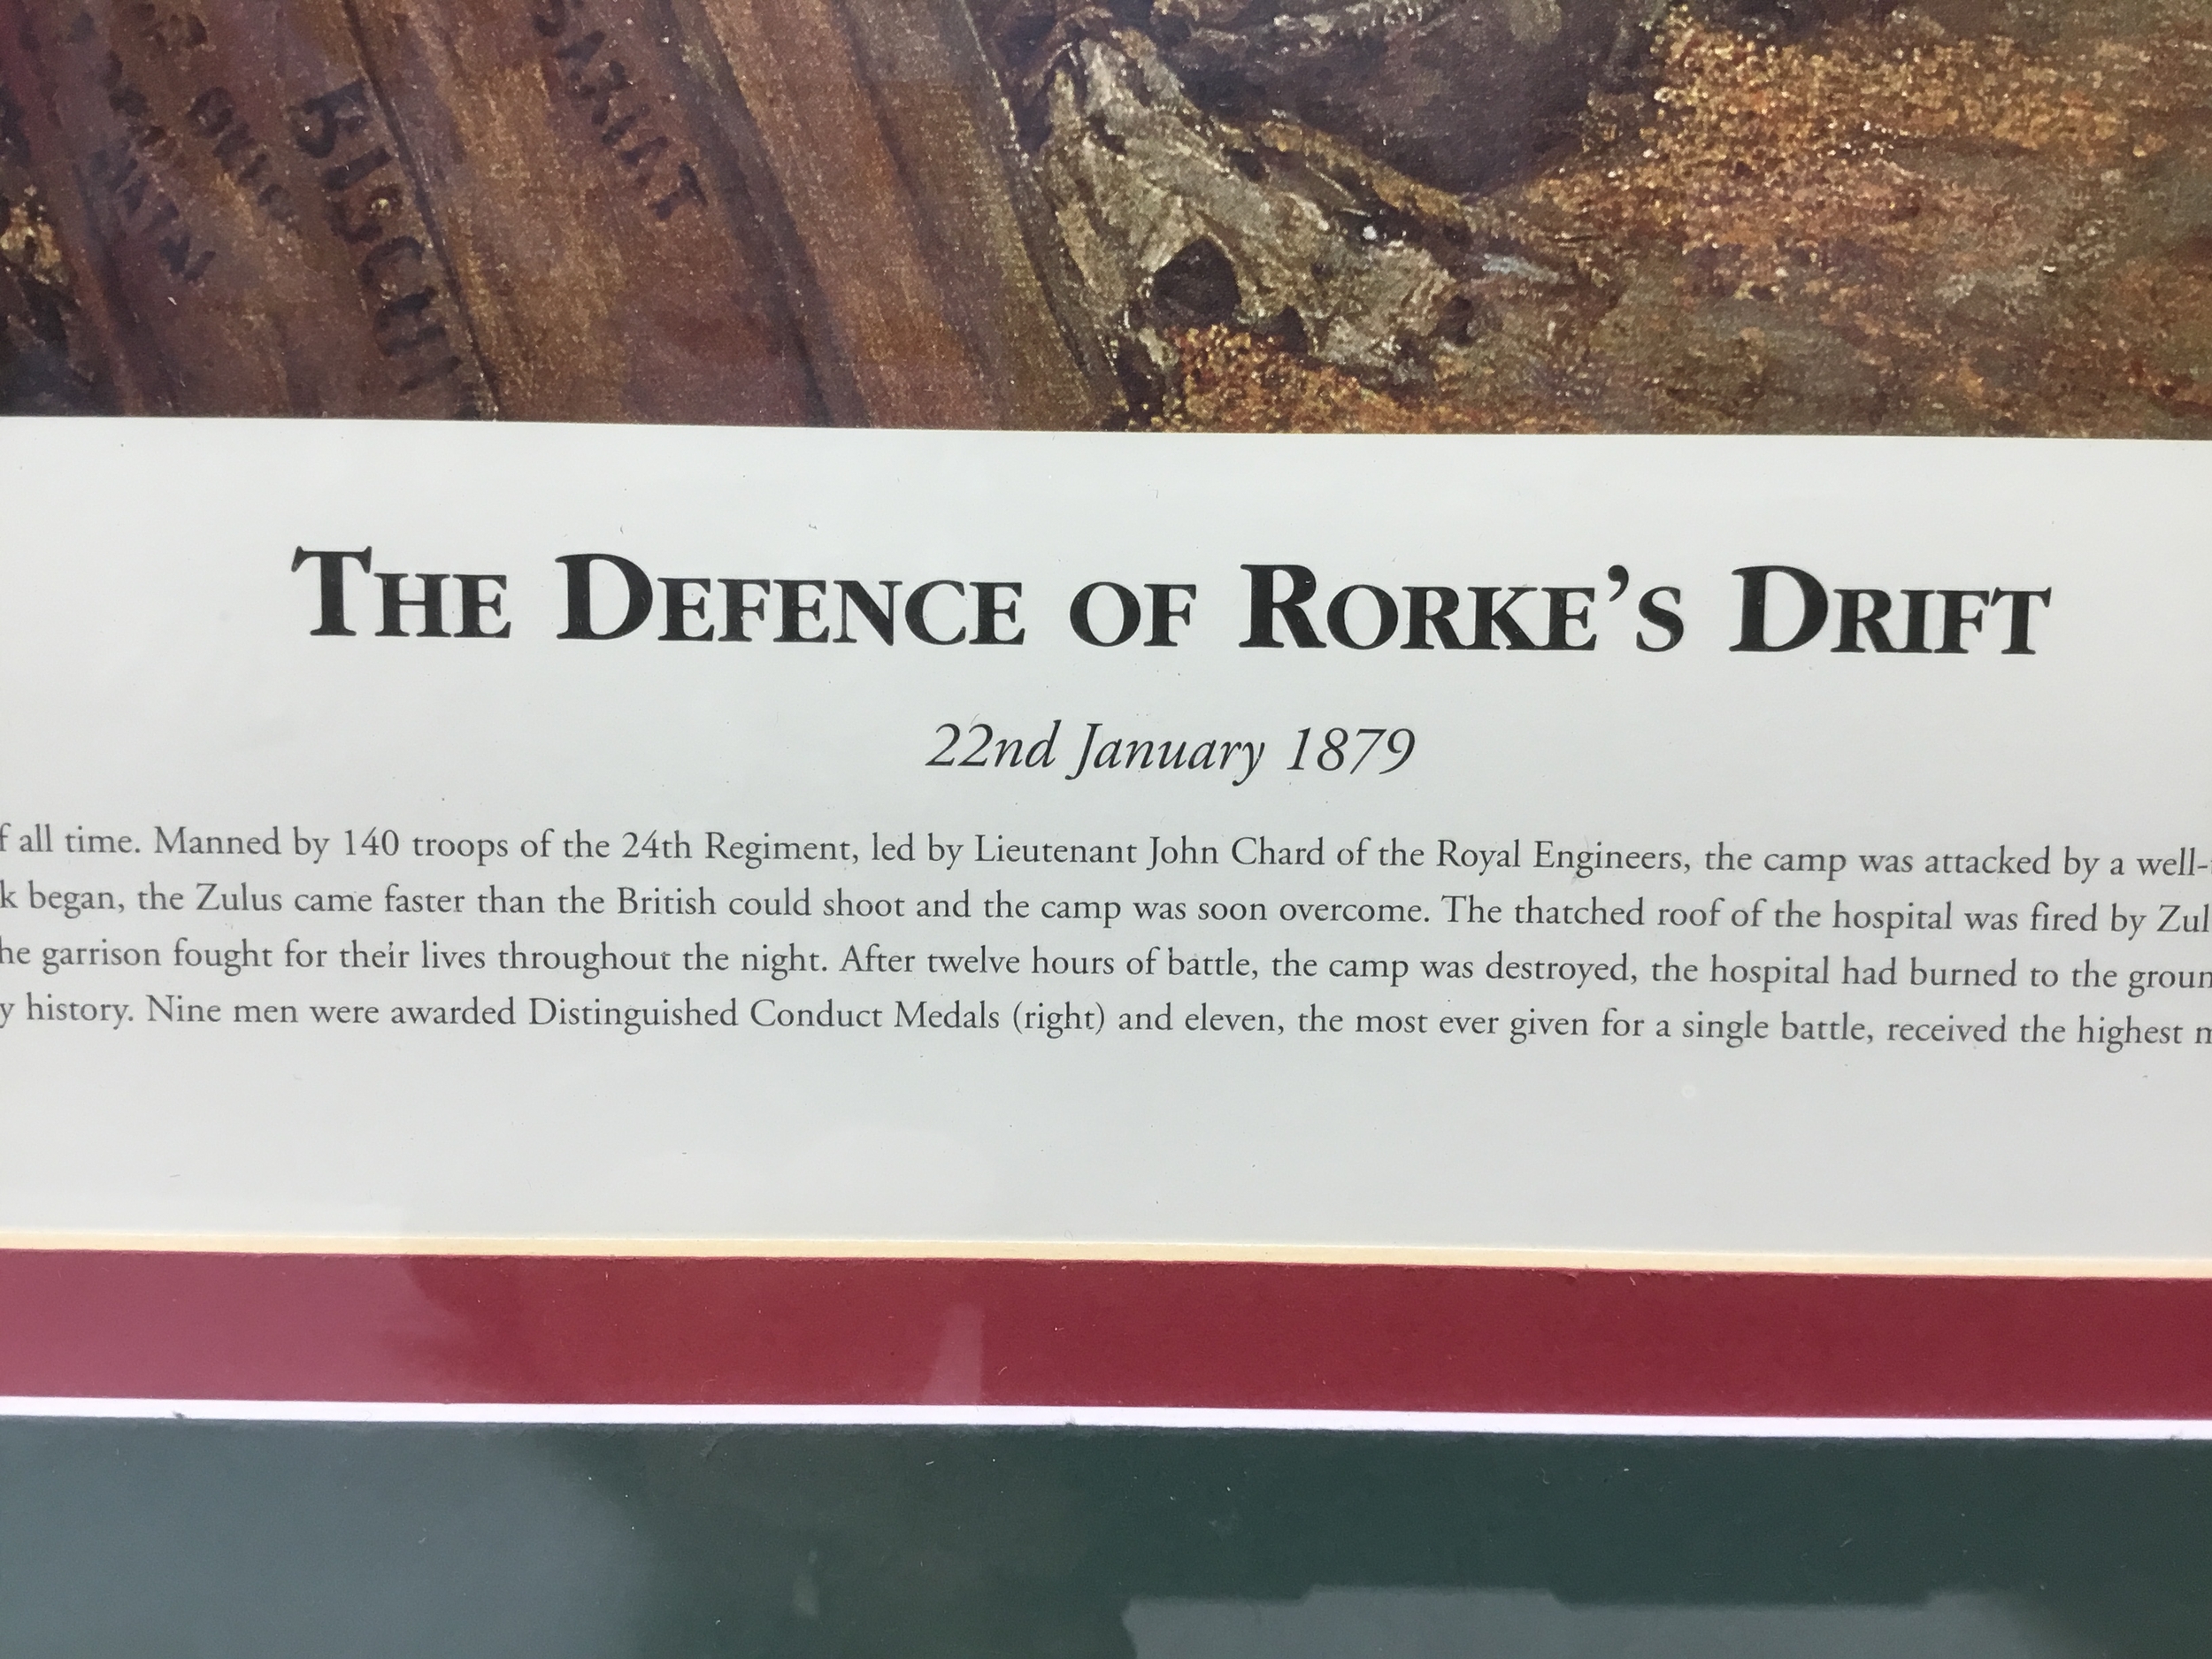 BISCU
THE DEFENCE OF RORKE'S DRIFT
22nd January 1879
f all time. Manned by 140 troops of the 24th Regiment, led by Lieutenant John Chard of the Royal Engineers, the camp was attacked by a well-
k began, the Zulus came faster than the British could shoot and the camp was soon overcome. The thatched roof of the hospital was fired by Zul
he garrison fought for their lives throughout the night. After twelve hours of battle, the camp was destroyed, the hospital had burned to the groun
y history. Nine men were awarded Distinguished Conduct Medals (right) and eleven, the most ever given for a single battle, received the highest m